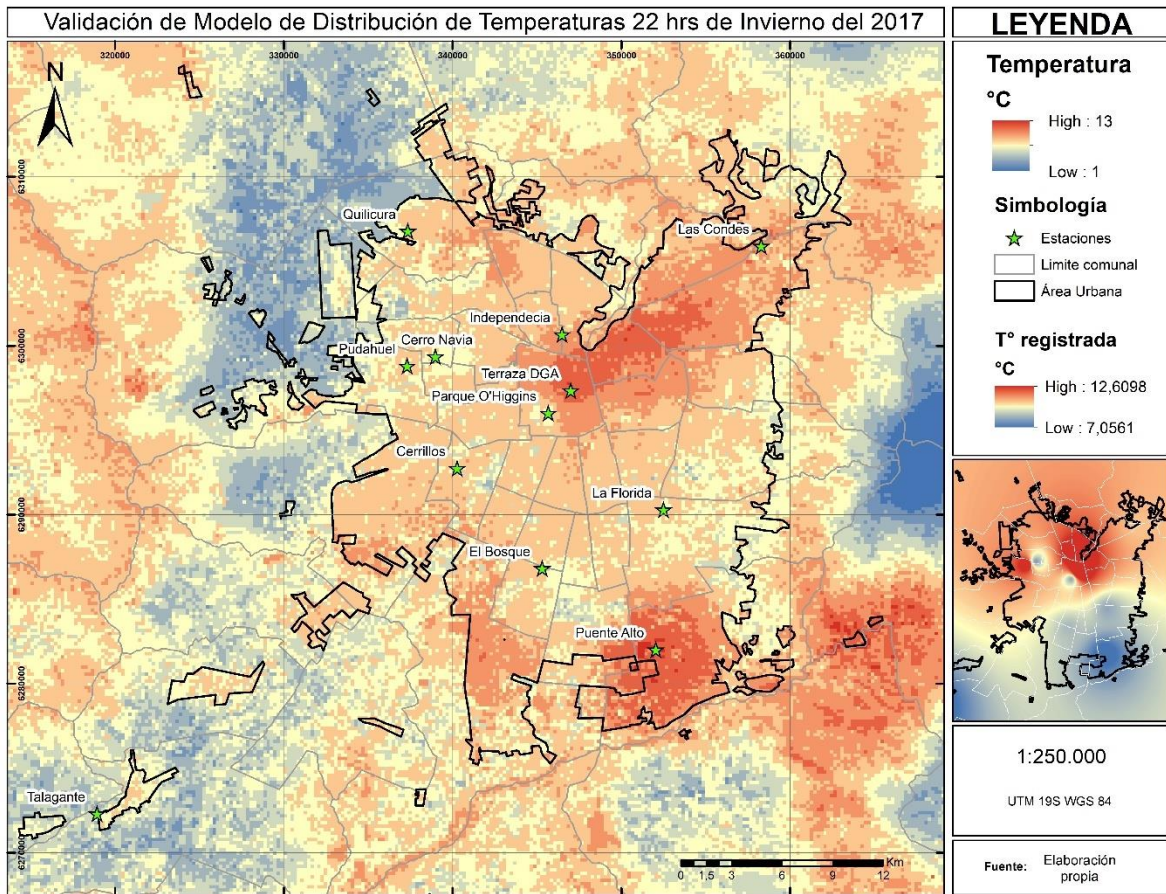 Validación de Modelo de Distribución de Temperaturas 22 hrs de Invierno del 2017
LEYENDA
320000
330000
340000
350000
360000
N
6310000
6300000
6290000
6280000
6270000
Quilicura
Las Condes
Independecia
Cerro Navia
Pudahuel
Terraza DGA
Parque O'Higgins
Cerrillos
La Florida
El Bosque
Puente Alto
Talagante
Km
0 1,5 3 6 9 12
Temperatura
°C
High : 13
Low : 1
Simbología
Estaciones
Limite comunal
Área Urbana
T° registrada
°C
High : 12,6098
Low : 7,0561
1:250.000
UTM 19S WGS 84
Fuente: Elaboración
propia